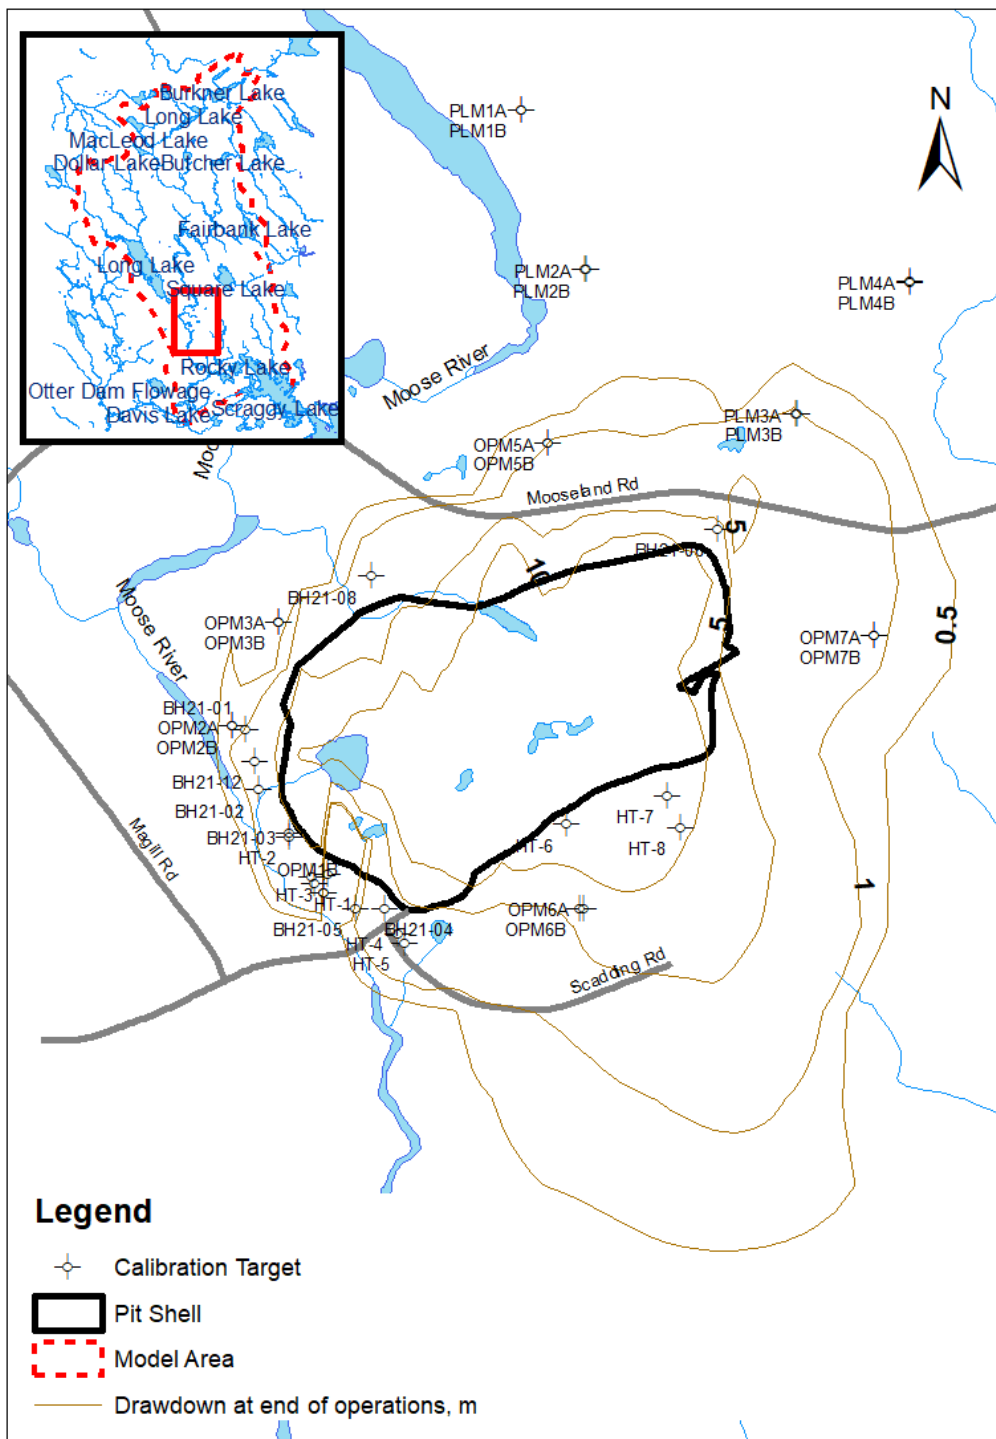 Burkner Lake
Long Lake
MacLeod Lake
Dollar Lake
Butcher Lake
Fairbank Lake
Long Lake
Square Lake
Rocky Lake
Otter Dam Flowage
Davis Lake
Scraggy Lake
N
PLM1A
PLM1B
PLM2A
PLM2B
PLM4A
PLM4B
Moose River
PLM3A
PLM3B
OPM5A
OPM5B
Mooseland Rd
5
10
BH21-08
OPM3A
OPM3B
Moose River
5
0.5
OPM7A
OPM7B
BH21-01
OPM2A
OPM2B
BH21-12
BH21-02
BH21-03
HT-2
Magill Rd
HT-7
HT-6
HT-8
HT-3
HT-1
1
OPM6A
OPM6B
BH21-05
BH21-04
HT-4
HT-5
Scadding Rd
Legend
Calibration Target
Pit Shell
Model Area
Drawdown at end of operations, m